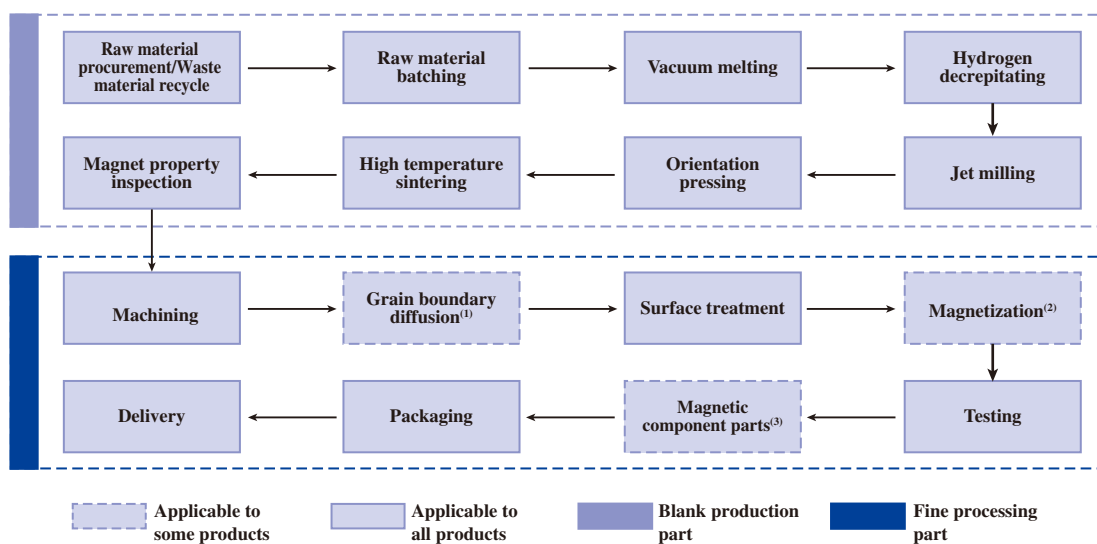 Raw material
procurement/Waste
material recycle
Raw material
batching
Vacuum melting
Hydrogen
decrepitating
Magnet property
inspection
High temperature
sintering
Orientation
pressing
Jet milling
Machining
Grain boundary
diffusion(1)
Surface treatment
Magnetization(2)
Delivery
Packaging
Magnetic
component parts(3)
Testing
Applicable to
some products
Applicable to
all products
Blank production
part
Fine processing
part